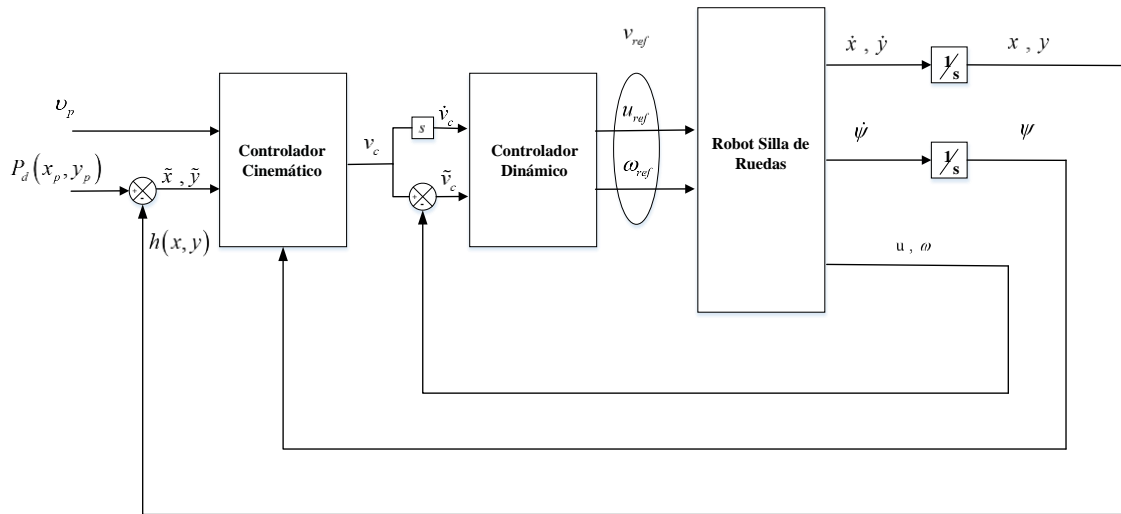 v_ref
ẋ , ẏ
x , y
1/s
υ_p
v̇_c
u_ref
s
ψ̇
ψ
Controlador
Cinemático
v_c
Controlador
Dinámico
Robot Silla de
Ruedas
1/s
P_d(x_p, y_p)
x̃ , ỹ
ṽ_c
ω_ref
+
-
+
-
h(x, y)
u , ω